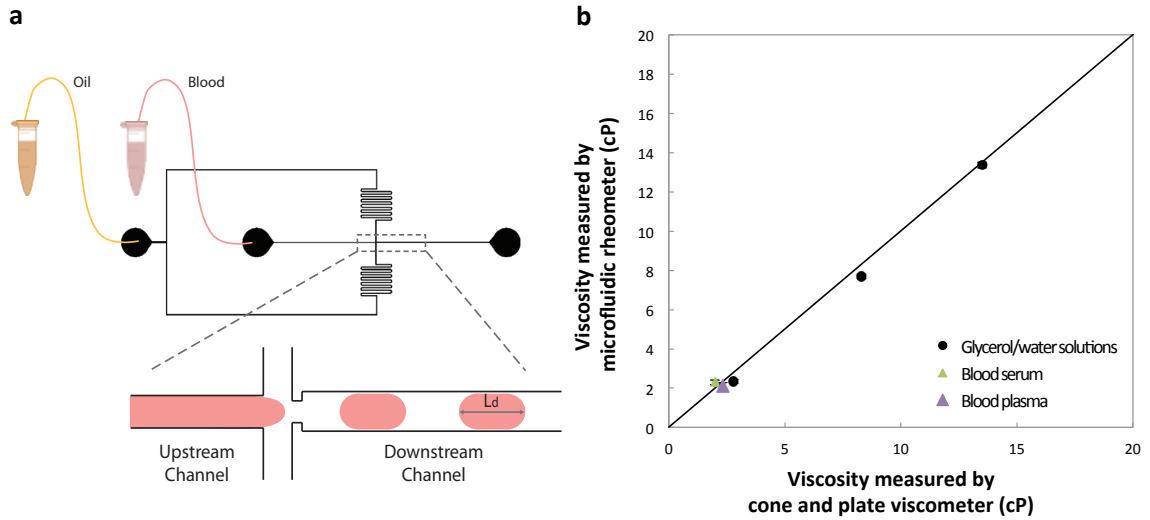 a
Oil
Blood
Ld
Upstream
Channel
Downstream
Channel
b
20
18
16
14
12
10
8
6
4
2
0
0
5
10
15
20
Viscosity measured by
microfluidic rheometer (cP)
Glycerol/water solutions
Blood serum
Blood plasma
Viscosity measured by
cone and plate viscometer (cP)